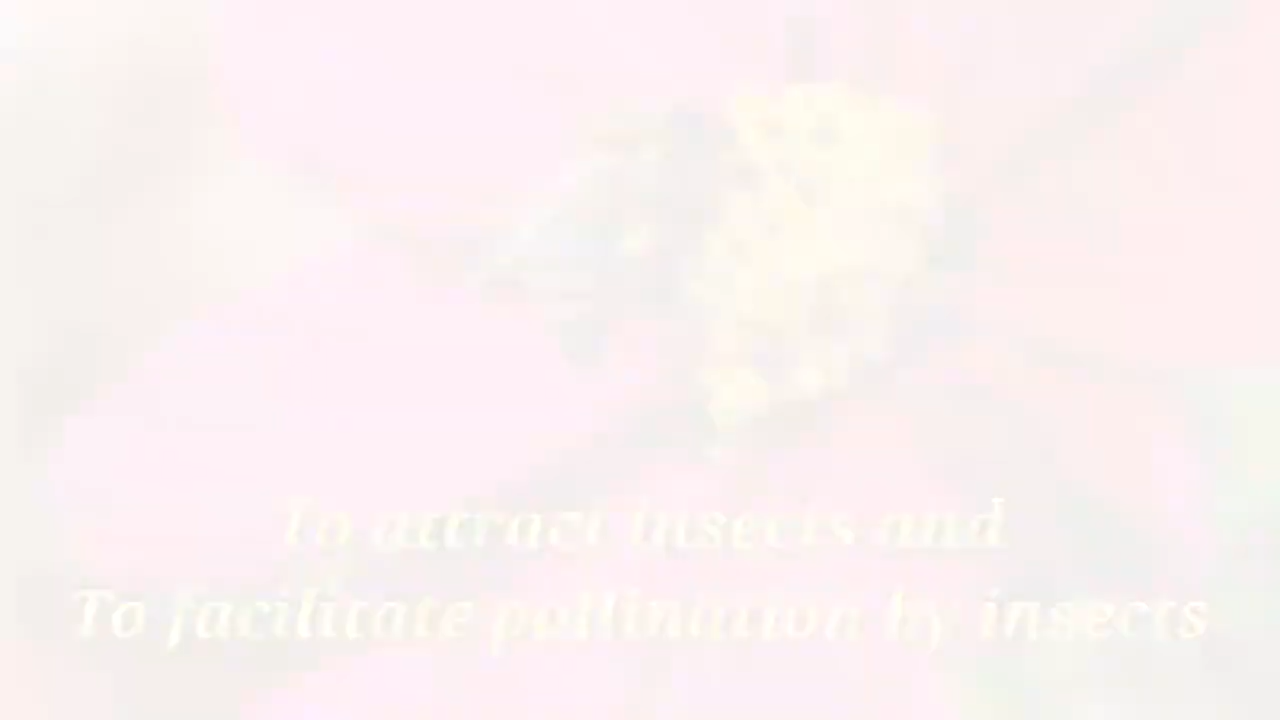 To attract insects and
To facilitate pollination by insects